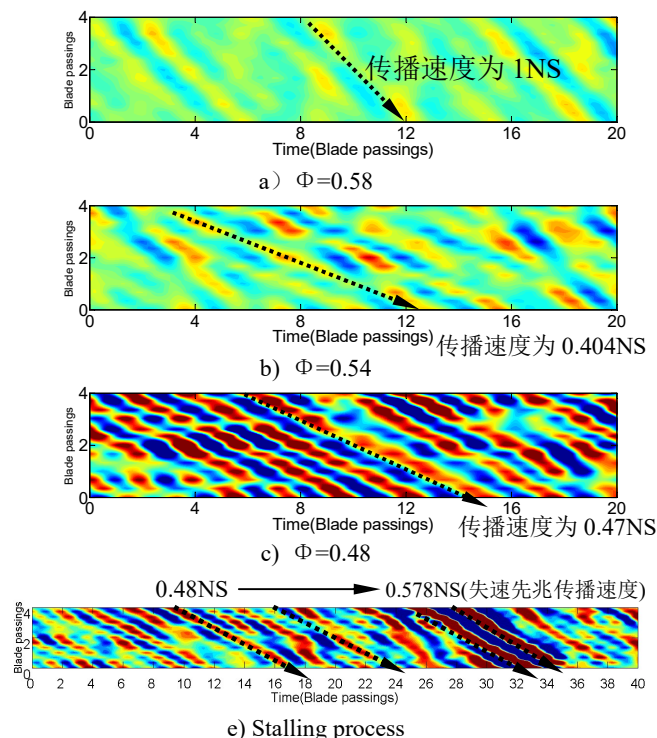 4
2
0
Blade passings
传播速度为 1NS
0 4 8 12 16 20
Time(Blade passings)
a）Φ=0.58
4
2
0
Blade passings
0 4 8 12 16 20
Time(Blade passings)
传播速度为 0.404NS
b) Φ=0.54
4
2
0
Blade passings
0 4 8 12 16 20
Time(Blade passings)
传播速度为 0.47NS
c) Φ=0.48
0.48NS 0.578NS(失速先兆传播速度)
4
2
0
Blade passings
0 2 4 6 8 10 12 14 16 18 20 22 24 26 28 30 32 34 36 38 40
Time(Blade passings)
e) Stalling process